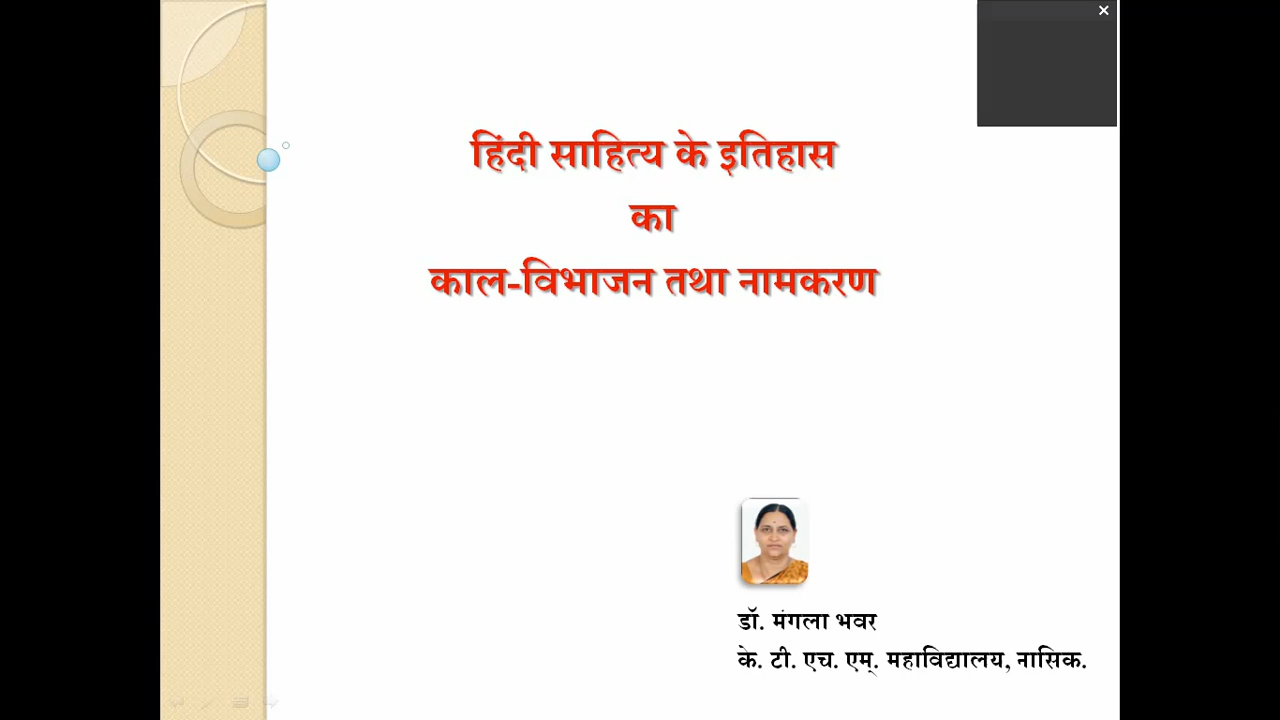 हिंदी साहित्य के इतिहास
का
काल-विभाजन तथा नामकरण
डॉ. मंगला भवर
के. टी. एच. एम्. महाविद्यालय, नासिक.